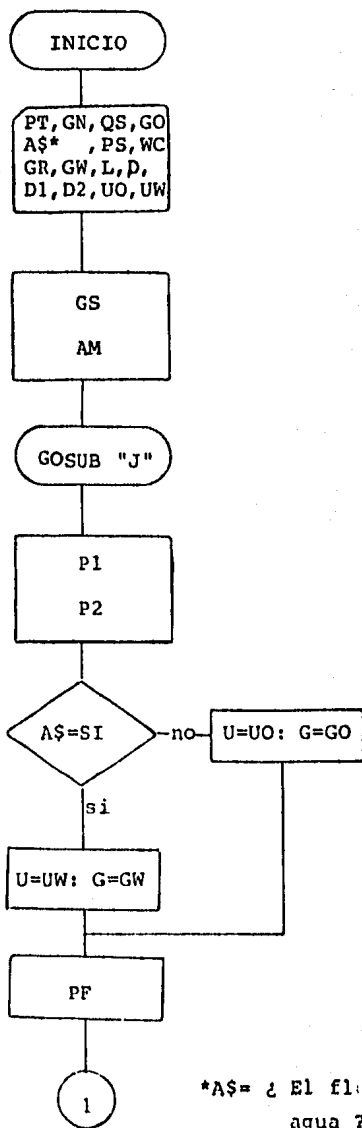 INICIO
PT,GN,QS,GO
A$* ,PS,WC
GR,GW,L,D,
D1,D2,UO,UW
GS
AM
GOSUB "J"
P1
P2
A$=SI
no
U=UO: G=GO
si
U=UW: G=GW
PF
1
*A$= ¿ El
agua ?